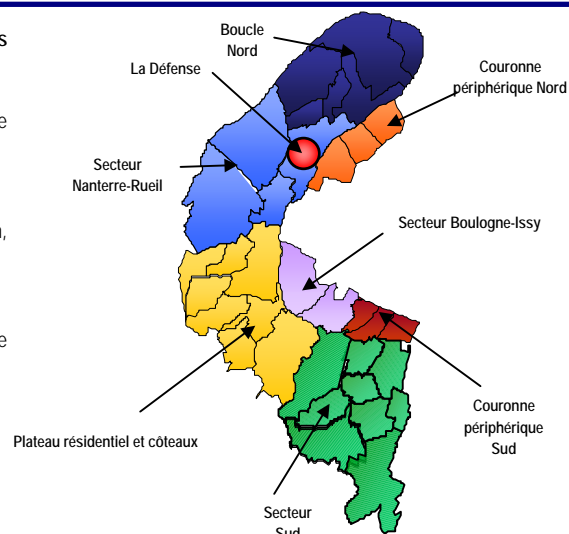 s
Boucle
Nord
La Défense
Couronne
périphérique Nord
e
Secteur
Nanterre-Rueil
Secteur Boulogne-Issy
,
e
Couronne
périphérique
Sud
Plateau résidentiel et côteaux
Secteur
Sud